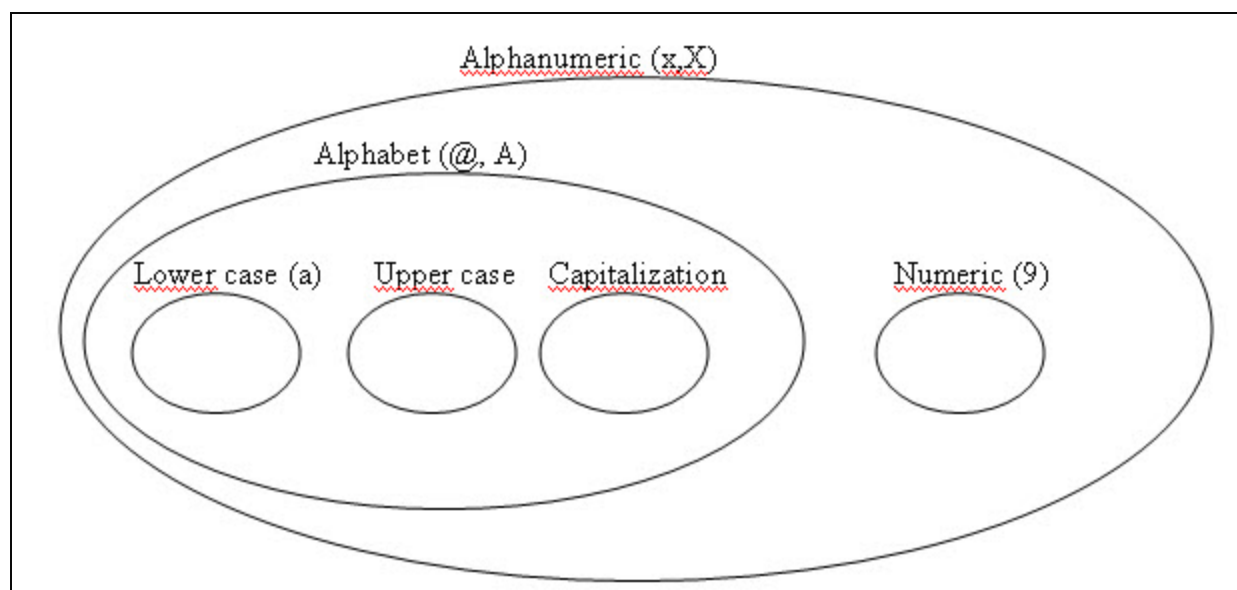 Alphanumeric (x,X)
Alphabet (@, A)
Lower case (a)
Upper case
Capitalization
Numeric (9)